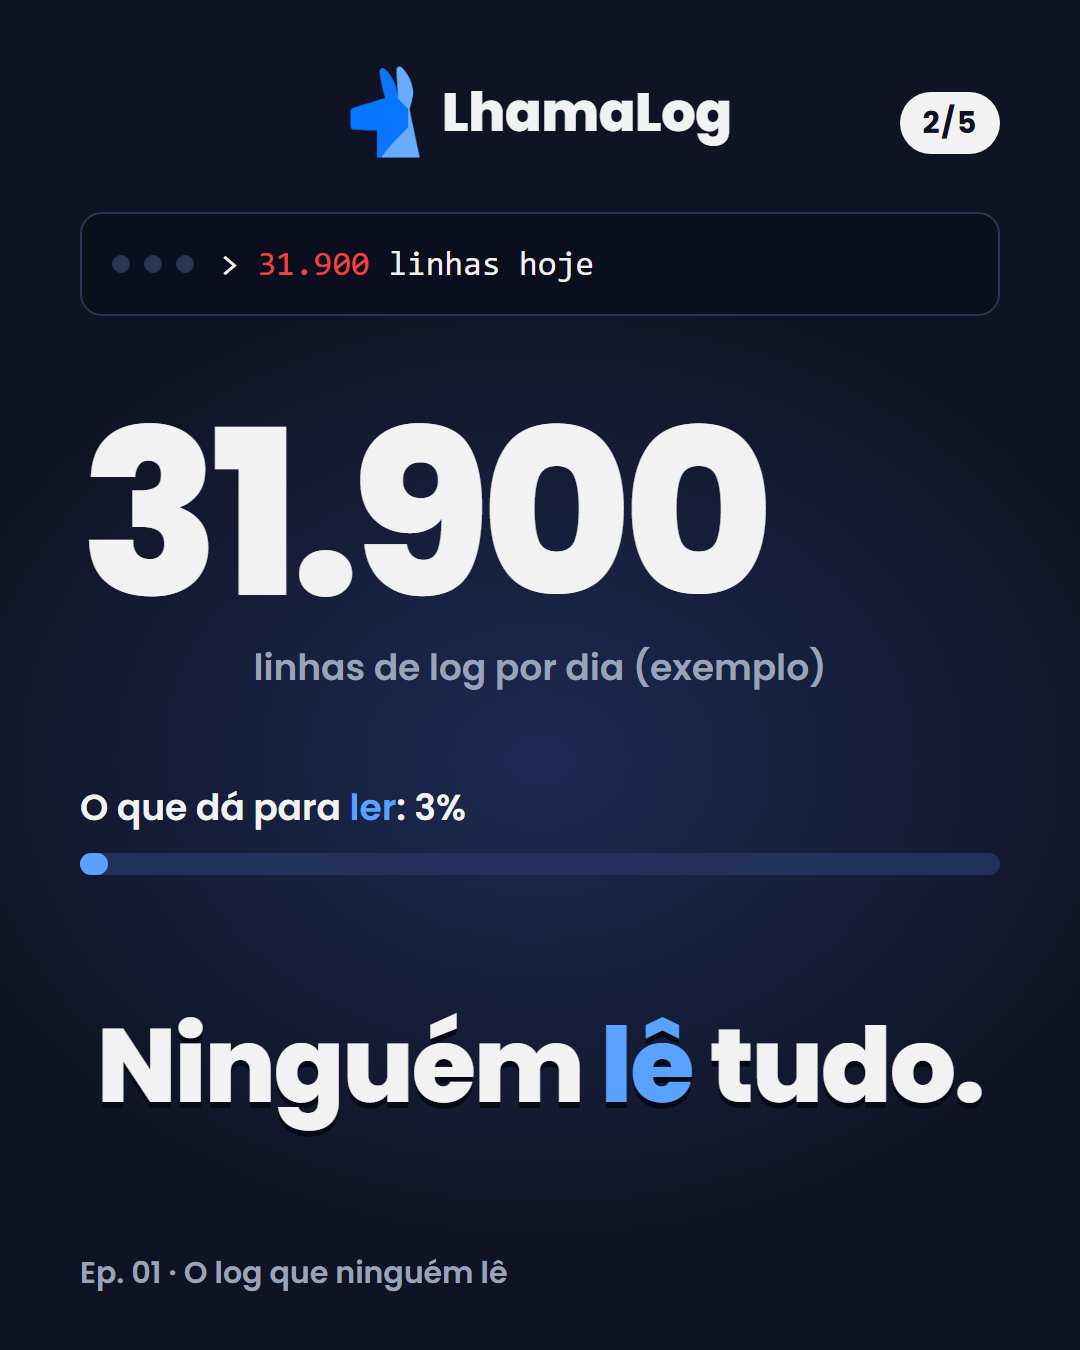 LhamaLog
2/5
> 31.900 linhas hoje
31.900
linhas de log por dia (exemplo)
O que dá para ler: 3%
Ninguém lê tudo.
Ep. 01 · O log que ninguém lê